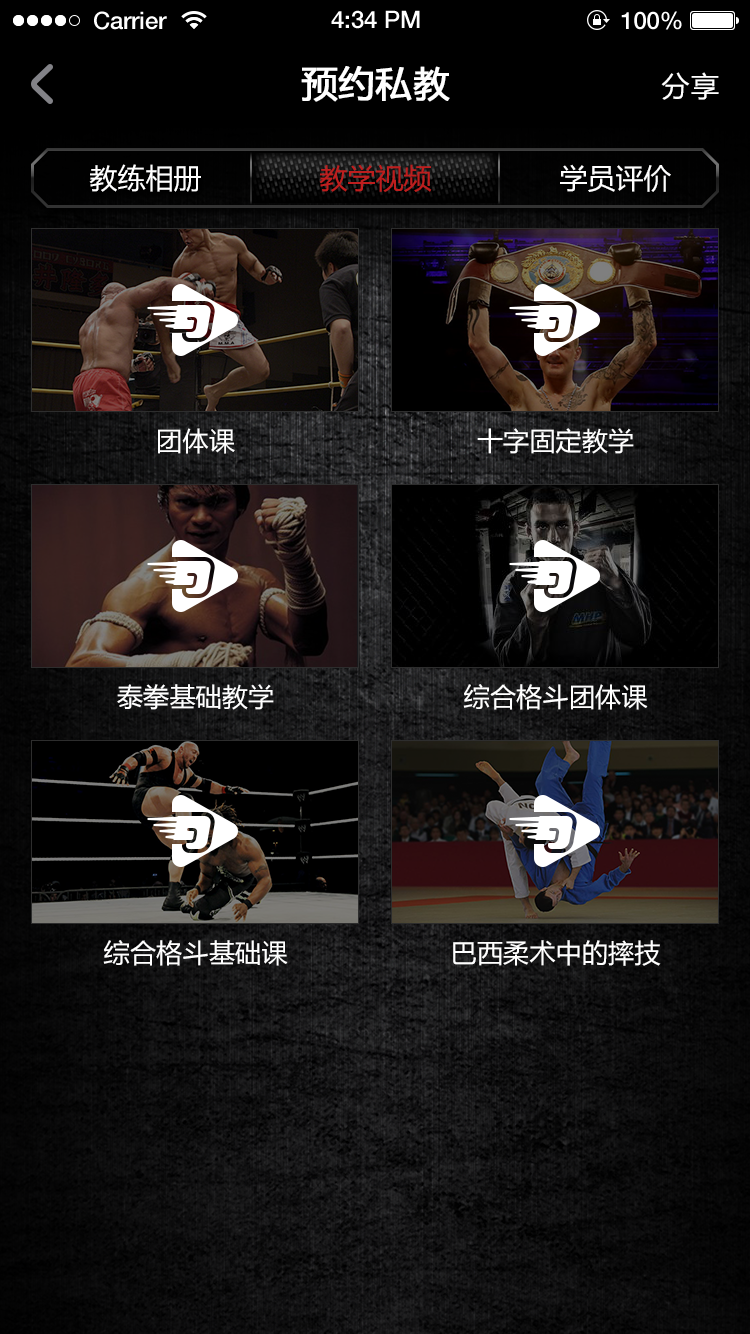 Carrier 4:34 PM 100%
预约私教 分享
教练相册 教学视频 学员评价
团体课 十字固定教学
泰拳基础教学 综合格斗团体课
综合格斗基础课 巴西柔术中的摔技